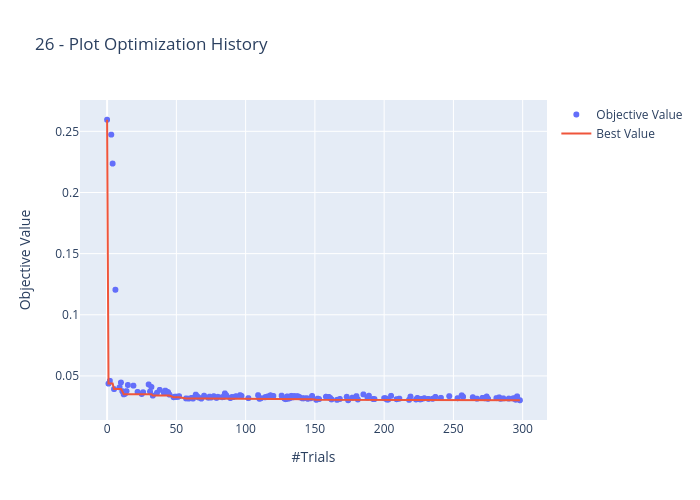 26 - Plot Optimization History
Objective Value
Best Value
0.25
0.2
0.15
0.1
0.05
Objective Value
0 50 100 150 200 250 300
#Trials